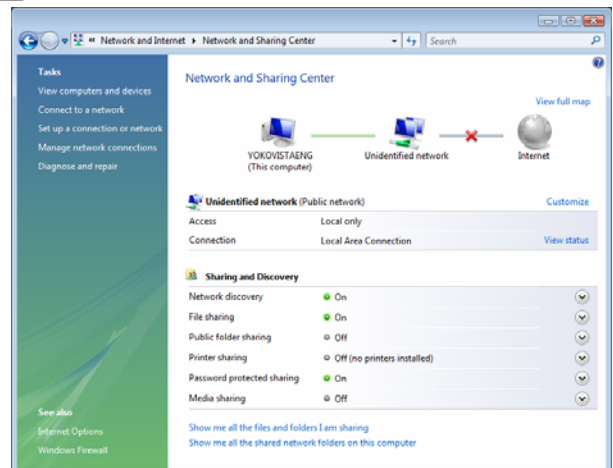 « Network and Internet ▸ Network and Sharing Center
Search
Tasks
View computers and devices
Connect to a network
Set up a connection or network
Manage network connections
Diagnose and repair
See also
Internet Options
Windows Firewall
Network and Sharing Center
View full map
YOKOVISTAENG
(This computer)
Unidentified network
Internet
Unidentified network (Public network)
Customize
Access Local only
Connection Local Area Connection View status
Sharing and Discovery
Network discovery On
File sharing On
Public folder sharing Off
Printer sharing Off (no printers installed)
Password protected sharing On
Media sharing Off
Show me all the files and folders I am sharing
Show me all the shared network folders on this computer